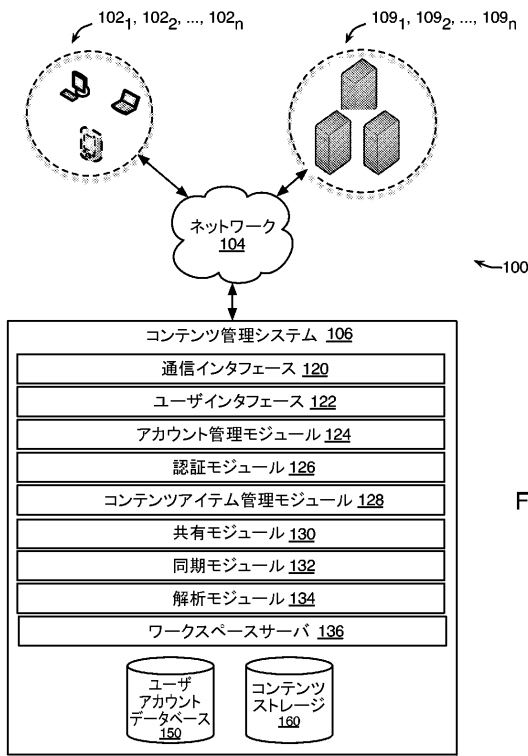 102₁, 102₂, ..., 102ₙ
109₁, 109₂, ..., 109ₙ
ネットワーク
104
100
コンテンツ管理システム 106
通信インタフェース 120
ユーザインタフェース 122
アカウント管理モジュール 124
認証モジュール 126
コンテンツアイテム管理モジュール 128
F
共有モジュール 130
同期モジュール 132
解析モジュール 134
ワークスペースサーバ 136
ユーザ
アカウント
データベース
150
コンテンツ
ストレージ
160